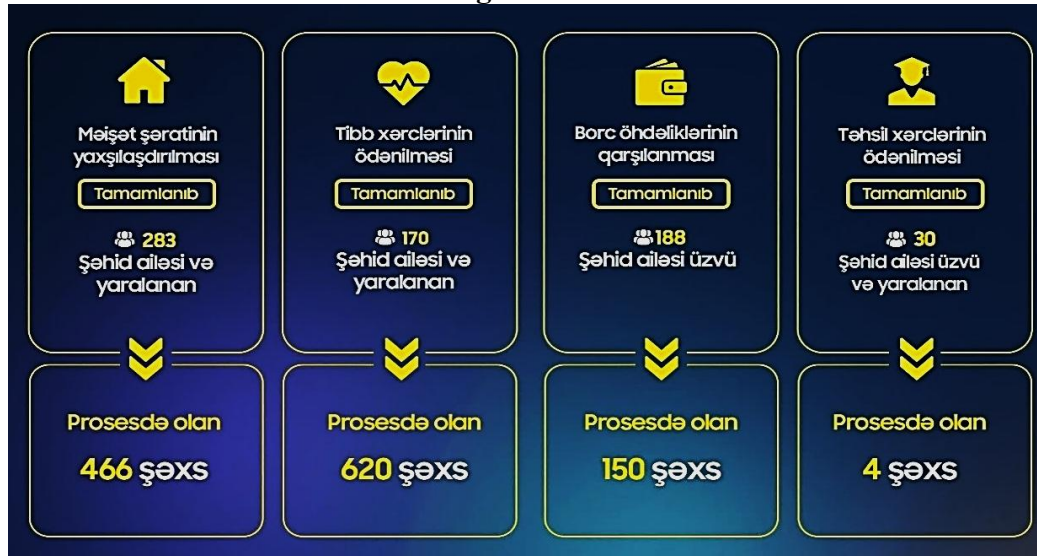 Məişət şəratinin
yaxşılaşdırılması
Tamamlanıb
283
Şəhid ailəsi və
yaralanan
Prosesdə olan
466 şəxs
Tibb xərclərinin
ödənilməsi
Tamamlanıb
170
Şəhid ailəsi və
yaralanan
Prosesdə olan
620 şəxs
Borc öhdəliklərinin
qarşılanması
Tamamlanıb
188
Şəhid ailəsi üzvü
Prosesdə olan
150 şəxs
Təhsil xərclərinin
ödənilməsi
Tamamlanıb
30
Şəhid ailəsi üzvü
və yaralanan
Prosesdə olan
4 şəxs